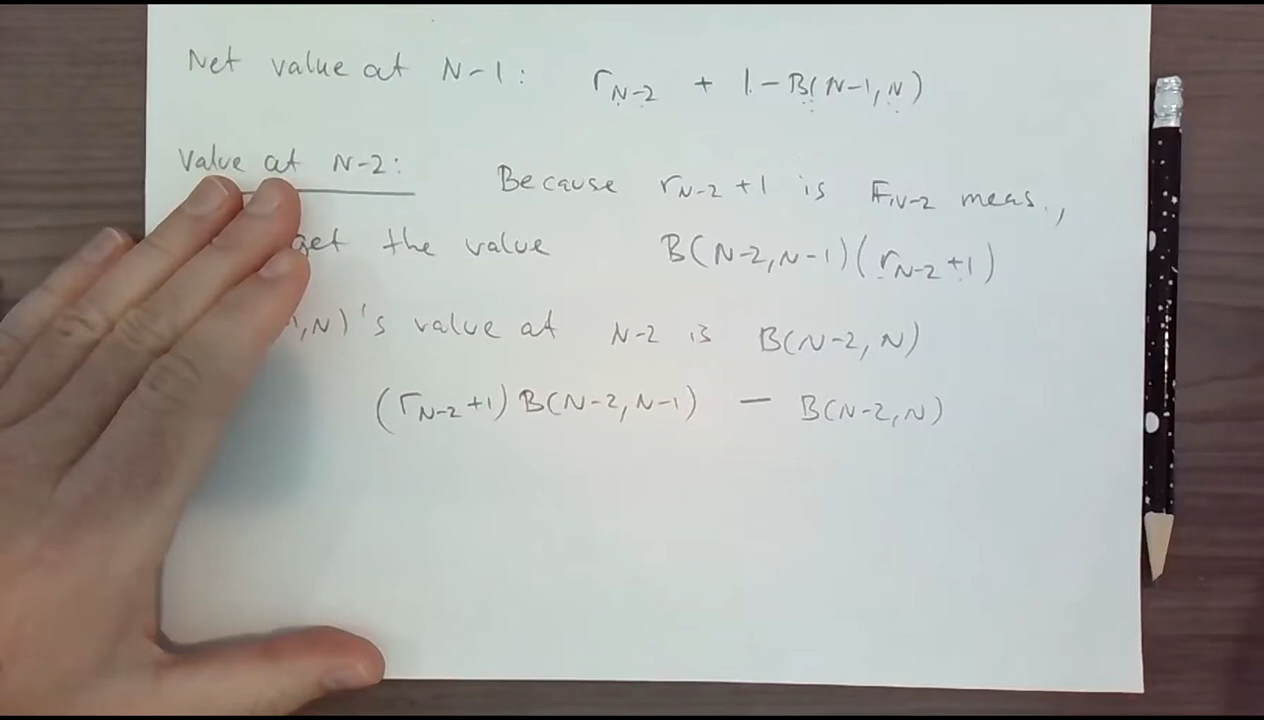 Net value at N-1: r_{N-2} + 1 - B(N-1, N)
Value at N-2: Because r_{N-2} + 1 is F_{N-2} meas.,
get the value B(N-2, N-1)(r_{N-2} + 1)
, N)'s value at N-2 is B(N-2, N)
(r_{N-2} + 1) B(N-2, N-1) - B(N-2, N)